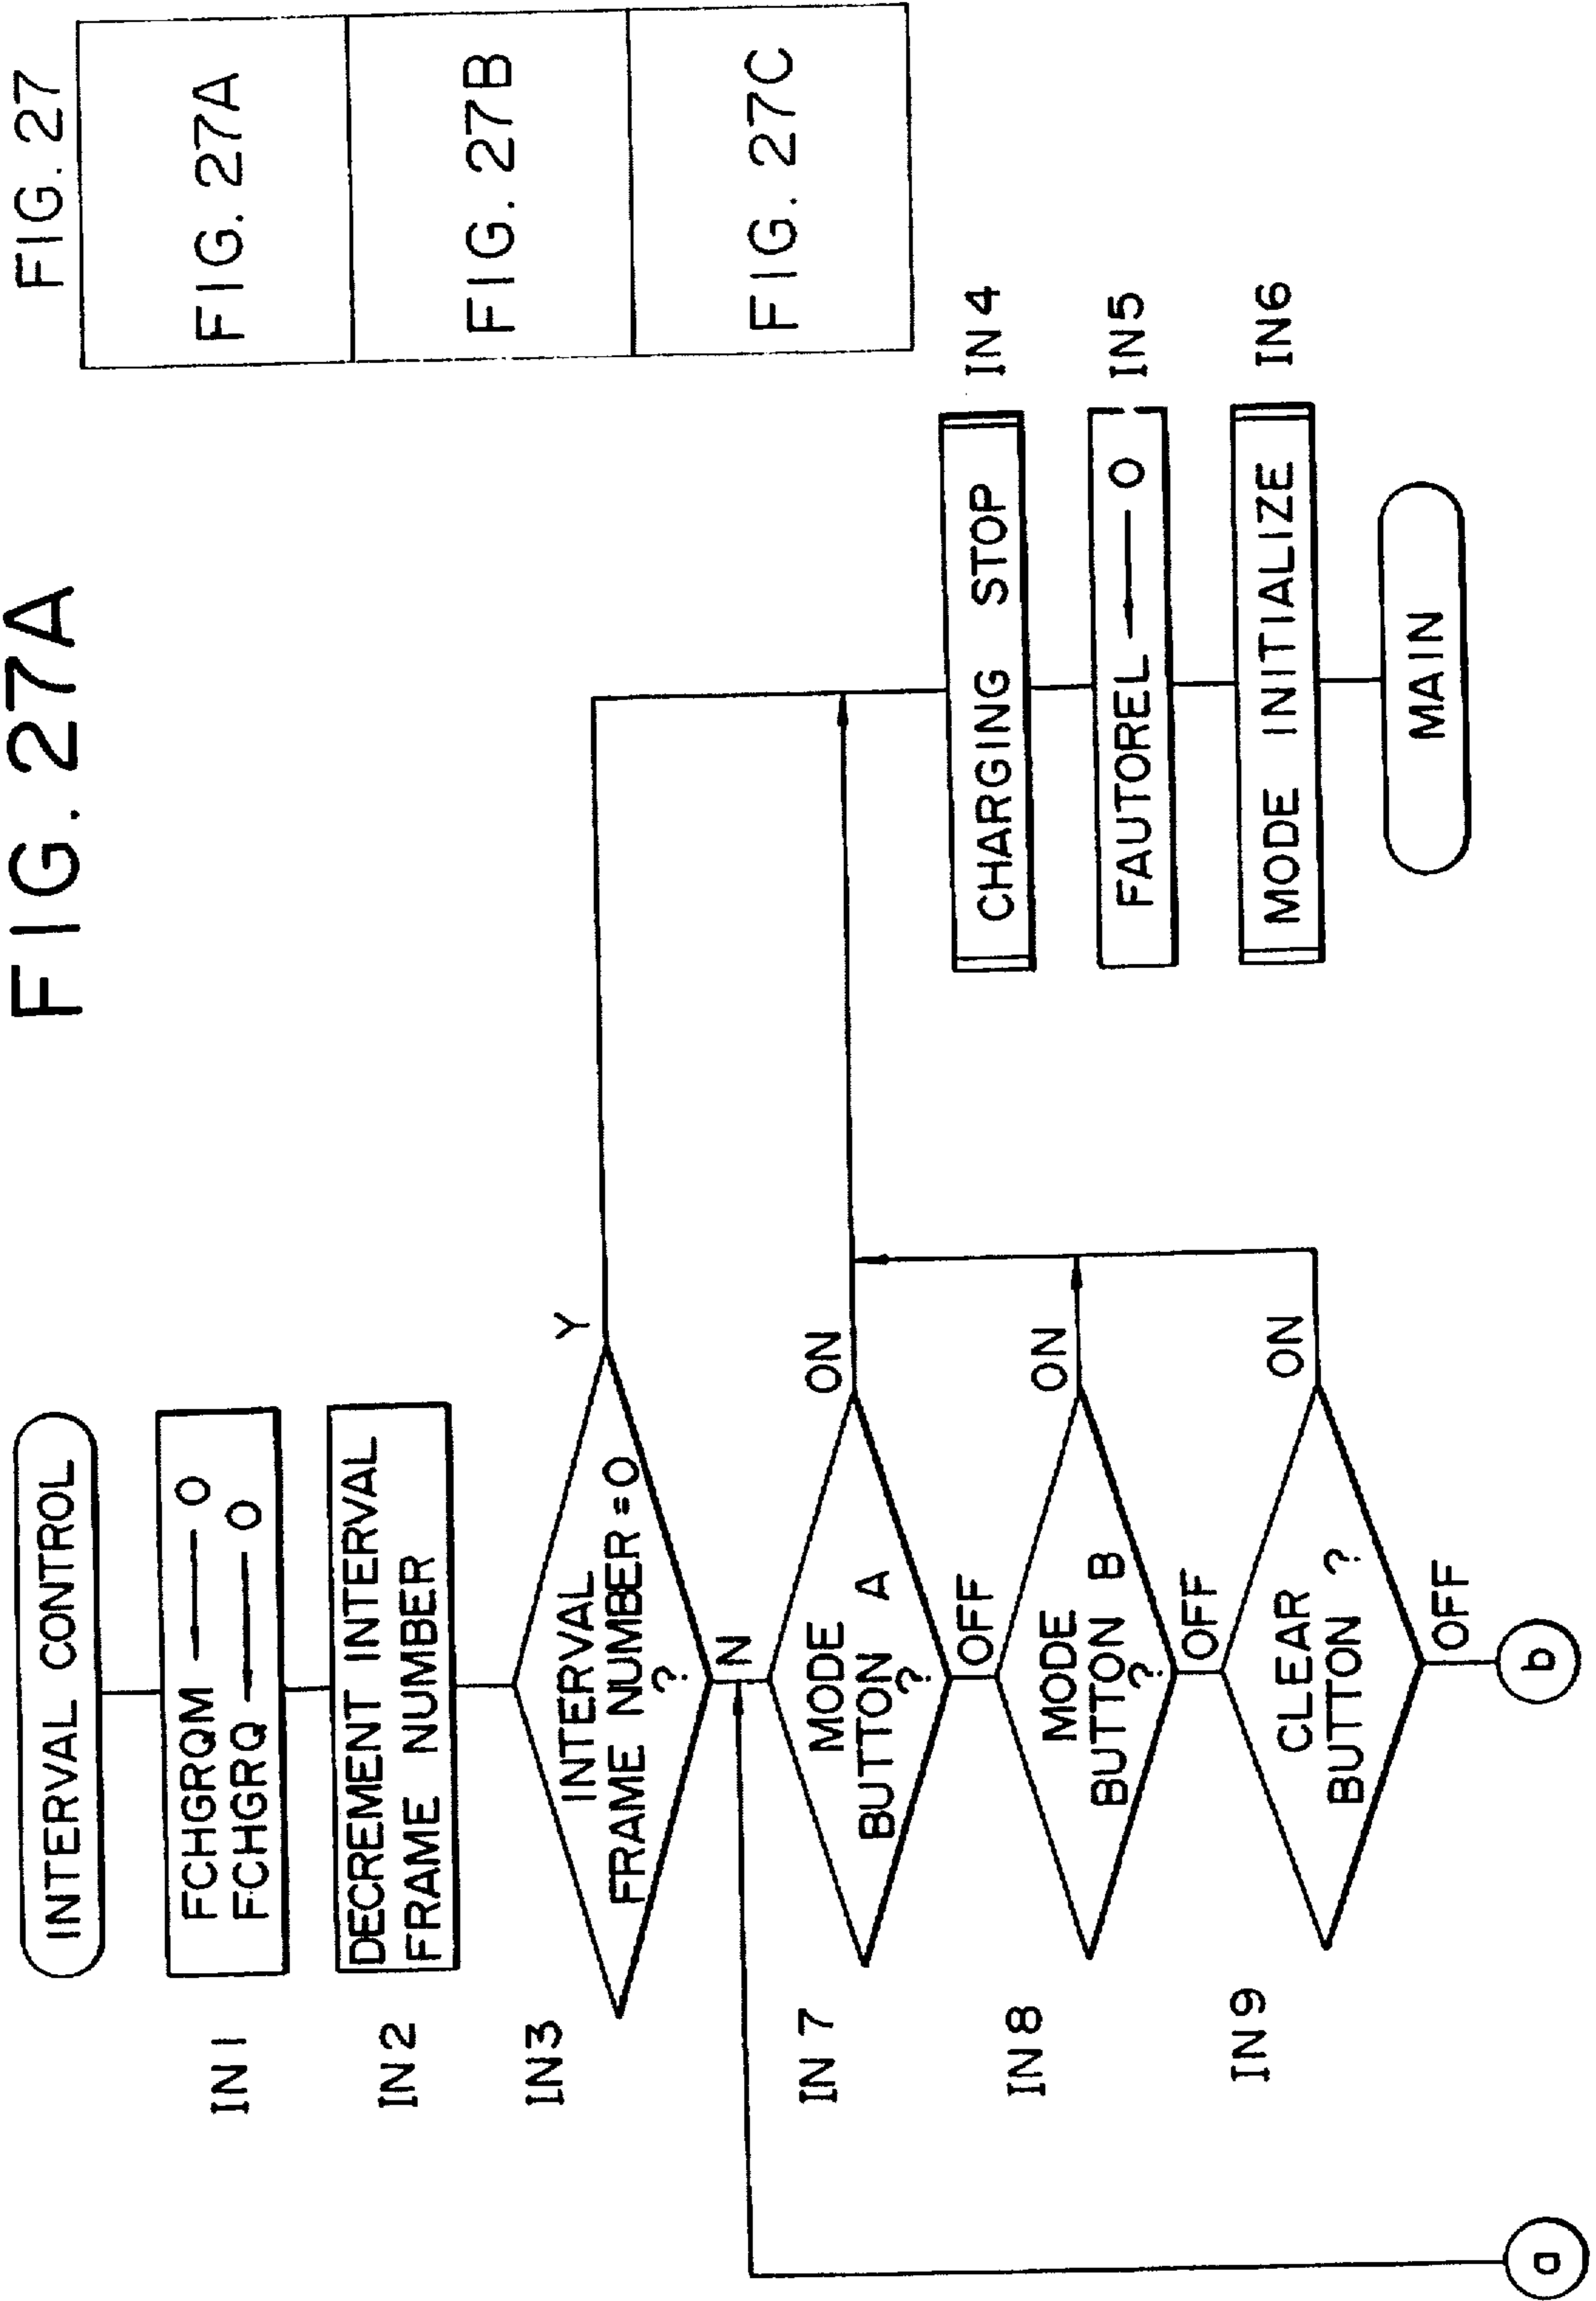 FIG. 27A
FIG. 27
FIG. 27A
FIG. 27B
FIG. 27C
INTERVAL CONTROL
IN1
FCHGRQM ← 0
FCHGRQ ← 0
IN2
DECREMENT INTERVAL
FRAME NUMBER
IN3
INTERVAL
FRAME NUMBER = 0
?
Y
N
IN7
MODE
BUTTON A
?
ON
OFF
IN8
MODE
BUTTON B
?
ON
OFF
IN9
CLEAR
BUTTON ?
ON
OFF
a
b
CHARGING STOP
IN4
FAUTOREL ← 0
IN5
MODE INITIALIZE
IN6
MAIN